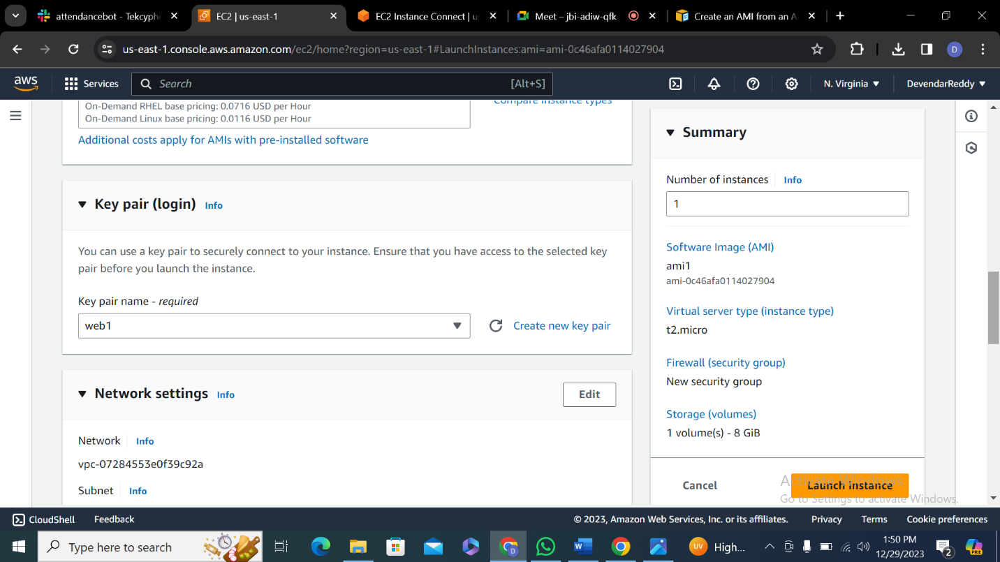 attendancebot - Tekcyph
EC2 | us-east-1
EC2 Instance Connect | u
Meet – jbi-adiw-qfk
Create an AMI from an A
us-east-1.console.aws.amazon.com/ec2/home?region=us-east-1#LaunchInstances:ami=ami-0c46afa0114027904
D
aws
Services
Search
[Alt+S]
N. Virginia
DevendarReddy
On-Demand RHEL base pricing: 0.0716 USD per Hour
On-Demand Linux base pricing: 0.0116 USD per Hour
Compare instance types
Additional costs apply for AMIs with pre-installed software
Key pair (login) Info
You can use a key pair to securely connect to your instance. Ensure that you have access to the selected key
pair before you launch the instance.
Key pair name - required
web1
Create new key pair
Network settings Info
Edit
Network Info
vpc-07284553e0f39c92a
Subnet Info
Summary
Number of instances Info
1
Software Image (AMI)
ami1
ami-0c46afa0114027904
Virtual server type (instance type)
t2.micro
Firewall (security group)
New security group
Storage (volumes)
1 volume(s) - 8 GiB
Cancel
Launch instance
Go to Settings to activate Windows.
CloudShell
Feedback
© 2023, Amazon Web Services, Inc. or its affiliates.
Privacy
Terms
Cookie preferences
Type here to search
D
UV
High...
1:50 PM
12/29/2023
2
PRE